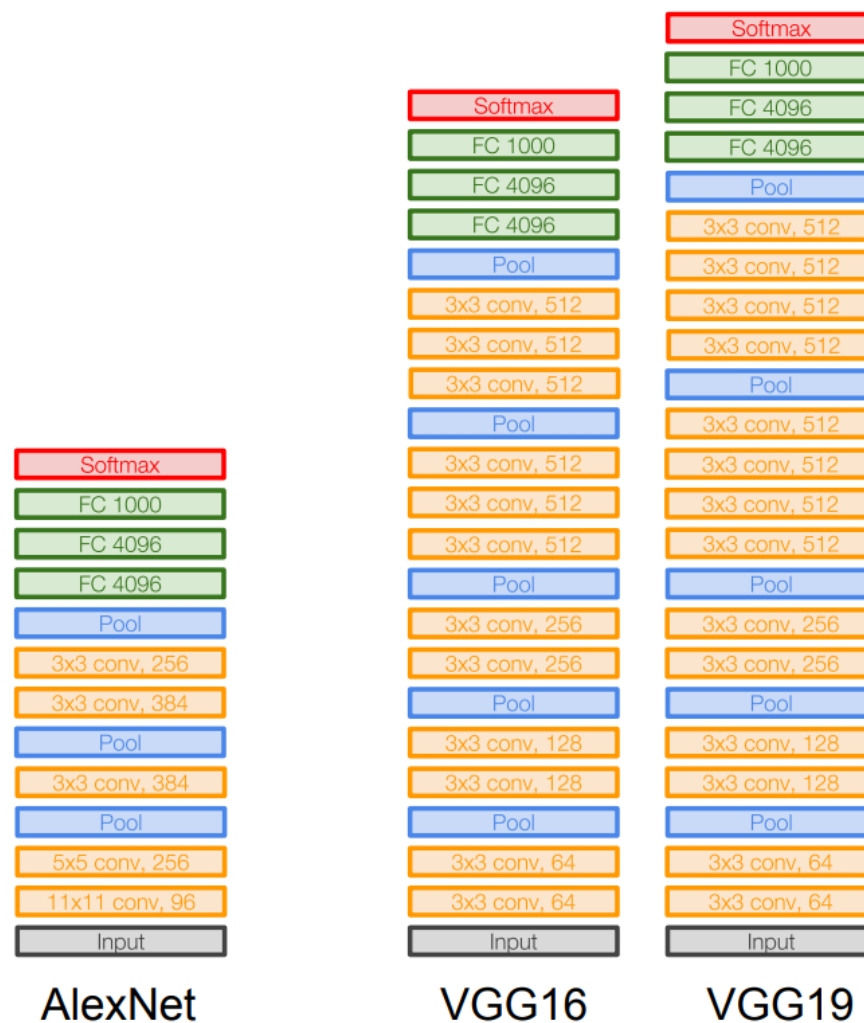 Softmax
FC 1000
FC 4096
FC 4096
Pool
3x3 conv, 256
3x3 conv, 384
Pool
3x3 conv, 384
Pool
5x5 conv, 256
11x11 conv, 96
Input
AlexNet
Softmax
FC 1000
FC 4096
FC 4096
Pool
3x3 conv, 512
3x3 conv, 512
3x3 conv, 512
Pool
3x3 conv, 512
3x3 conv, 512
3x3 conv, 512
Pool
3x3 conv, 256
3x3 conv, 256
Pool
3x3 conv, 128
3x3 conv, 128
Pool
3x3 conv, 64
3x3 conv, 64
Input
VGG16
Softmax
FC 1000
FC 4096
FC 4096
Pool
3x3 conv, 512
3x3 conv, 512
3x3 conv, 512
3x3 conv, 512
Pool
3x3 conv, 512
3x3 conv, 512
3x3 conv, 512
3x3 conv, 512
Pool
3x3 conv, 256
3x3 conv, 256
Pool
3x3 conv, 128
3x3 conv, 128
Pool
3x3 conv, 64
3x3 conv, 64
Input
VGG19